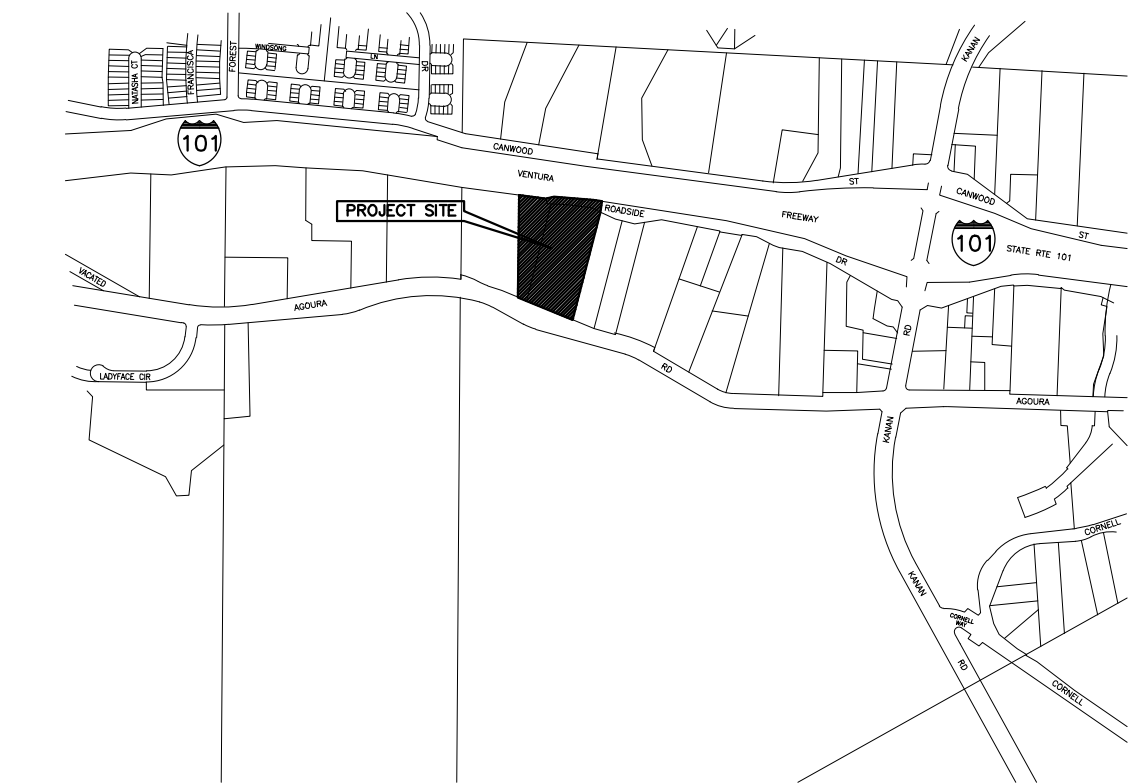 KANAN
FOREST
WINDSONG
LN
DR
NATASHA CT
FRANCISCA
101
CANWOOD
VENTURA
ST
CANWOOD
PROJECT SITE
ROADSIDE
FREEWAY
101
ST
STATE RTE 101
DR
VACATED
AGOURA
RD
RD
LADYFACE CIR
AGOURA
KANAN
CORNELL
KANAN
CORNELL
WAY
RD
CORNELL